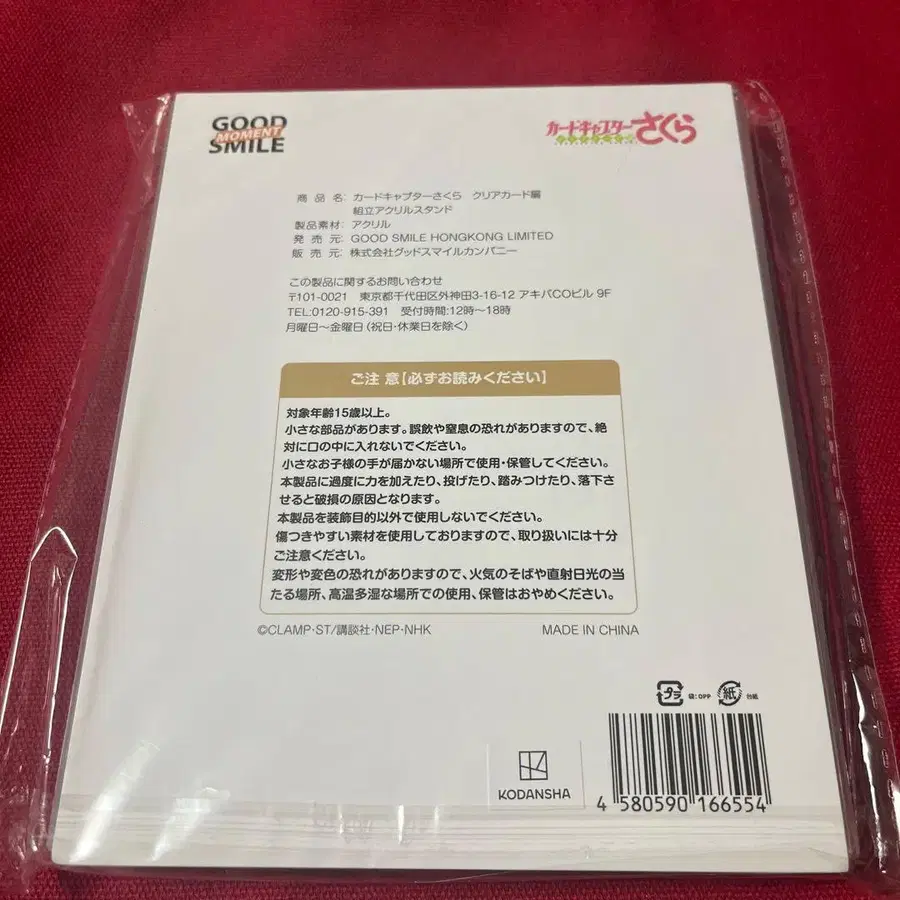 GOOD
MOMENT
SMILE
カードキャプターさくら
商 品 名: カードキャプターさくら クリアカード編
組立アクリルスタンド
製品素材: アクリル
発 売 元: GOOD SMILE HONGKONG LIMITED
販 売 元: 株式会社グッドスマイルカンパニー
この製品に関するお問い合わせ
〒101-0021 東京都千代田区外神田3-16-12 アキバCOビル 9F
TEL:0120-915-391 受付時間:12時～18時
月曜日～金曜日 (祝日・休業日を除く)
ご注 意【必ずお読みください】
対象年齢15歳以上。
小さな部品があります。誤飲や窒息の恐れがありますので、絶
対に口の中に入れないでください。
小さなお子様の手が届かない場所で使用・保管してください。
本製品に過度に力を加えたり、投げたり、踏みつけたり、落下さ
せると破損の原因となります。
本製品を装飾目的以外で使用しないでください。
傷つきやすい素材を使用しておりますので、取り扱いには十分
ご注意ください。
変形や変色の恐れがありますので、火気のそばや直射日光の当
たる場所、高温多湿な場所での使用、保管はおやめください。
©CLAMP・ST/講談社・NEP・NHK MADE IN CHINA
プラ 袋:OPP 紙 台紙
KODANSHA
4 580590 166554